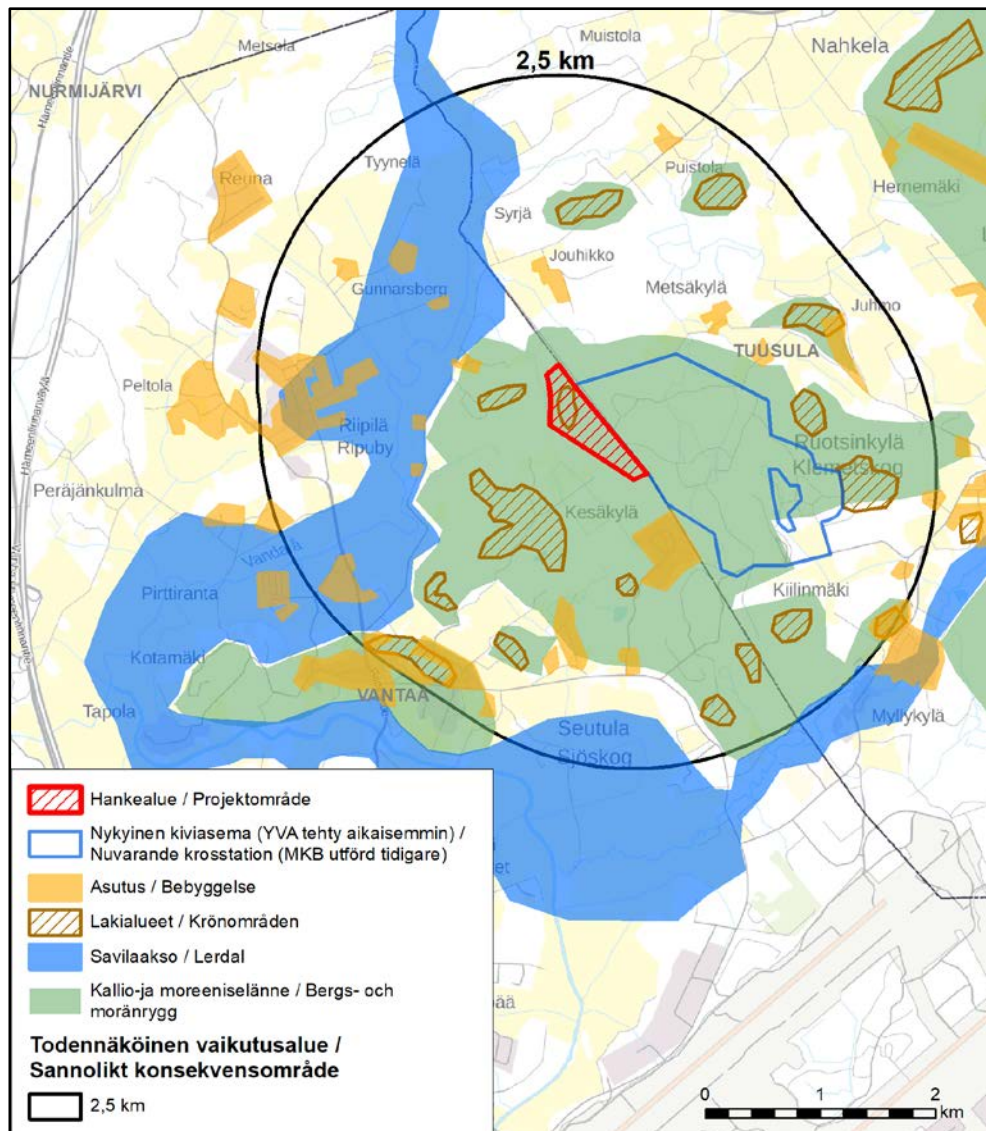 Metsola
Muistola
Nahkela
2,5 km
NURMIJÄRVI
Hämeenlinnantie
Tyynelä
Reuna
Puistola
Hernemäki
Syrjä
Jouhikko
Gunnarsberg
Metsäkylä
Juhmo
TUUSULA
Peltola
Riipilä
Ripuby
Ruotsinkylä
Klemetskog
Hämeenlinnanväylä
Peräjänkulma
Kesäkylä
Vandala
Pirttiranta
Kiilinmäki
Kotamäki
VANTAA
Tapola
Seutula
Sjöskog
Myllykylä
Hankealue / Projektområde
Nykyinen kiviasema (YVA tehty aikaisemmin) /
Nuvarande krosstation (MKB utförd tidigare)
Asutus / Bebyggelse
Lakialueet / Krönområden
Savilaakso / Lerdal
Kallio-ja moreeniselänne / Bergs- och
moränrygg
Todennäköinen vaikutusalue /
Sannolikt konsekvensområde
2,5 km
0 1 2
km